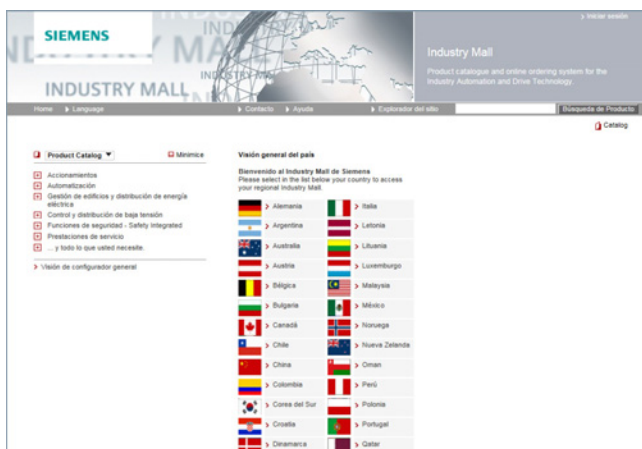 Iniciar sesión
SIEMENS
INDUSTRY MALL
Industry Mall
Product catalogue and online ordering system for the
Industry Automation and Drive Technology.
Home Language Contacto Ayuda Explorador del sitio Búsqueda de Producto
Catalog
Product Catalog Minimice
Accionamientos
Automatización
Gestión de edificios y distribución de energía
eléctrica
Control y distribución de baja tensión
Funciones de seguridad - Safety Integrated
Prestaciones de servicio
... y todo lo que usted necesite.
Visión de configurador general
Visión general del país
Bienvenido al Industry Mall de Siemens
Please select in the list below your country to access
your regional Industry Mall.
Alemania Italia
Argentina Letonia
Australia Lituania
Austria Luxemburgo
Bélgica Malaysia
Bulgaria México
Canadá Noruega
Chile Nueva Zelanda
China Oman
Colombia Perú
Corea del Sur Polonia
Croatia Portugal
Dinamarca Qatar